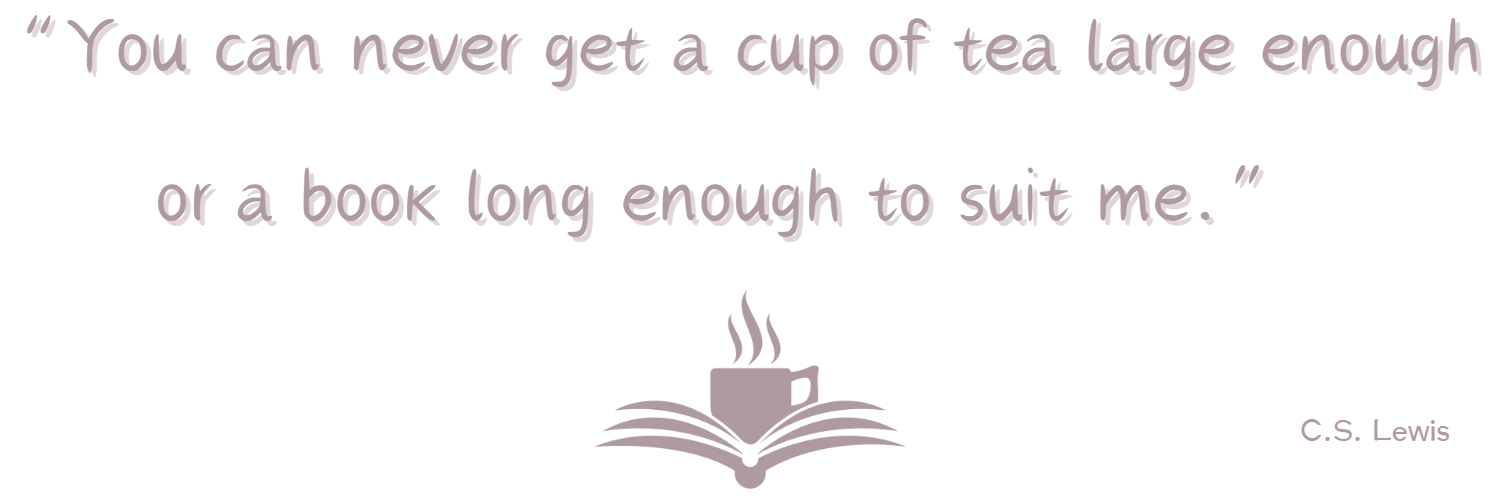 "You can never get a cup of tea large enough
or a book long enough to suit me."
C.S. Lewis